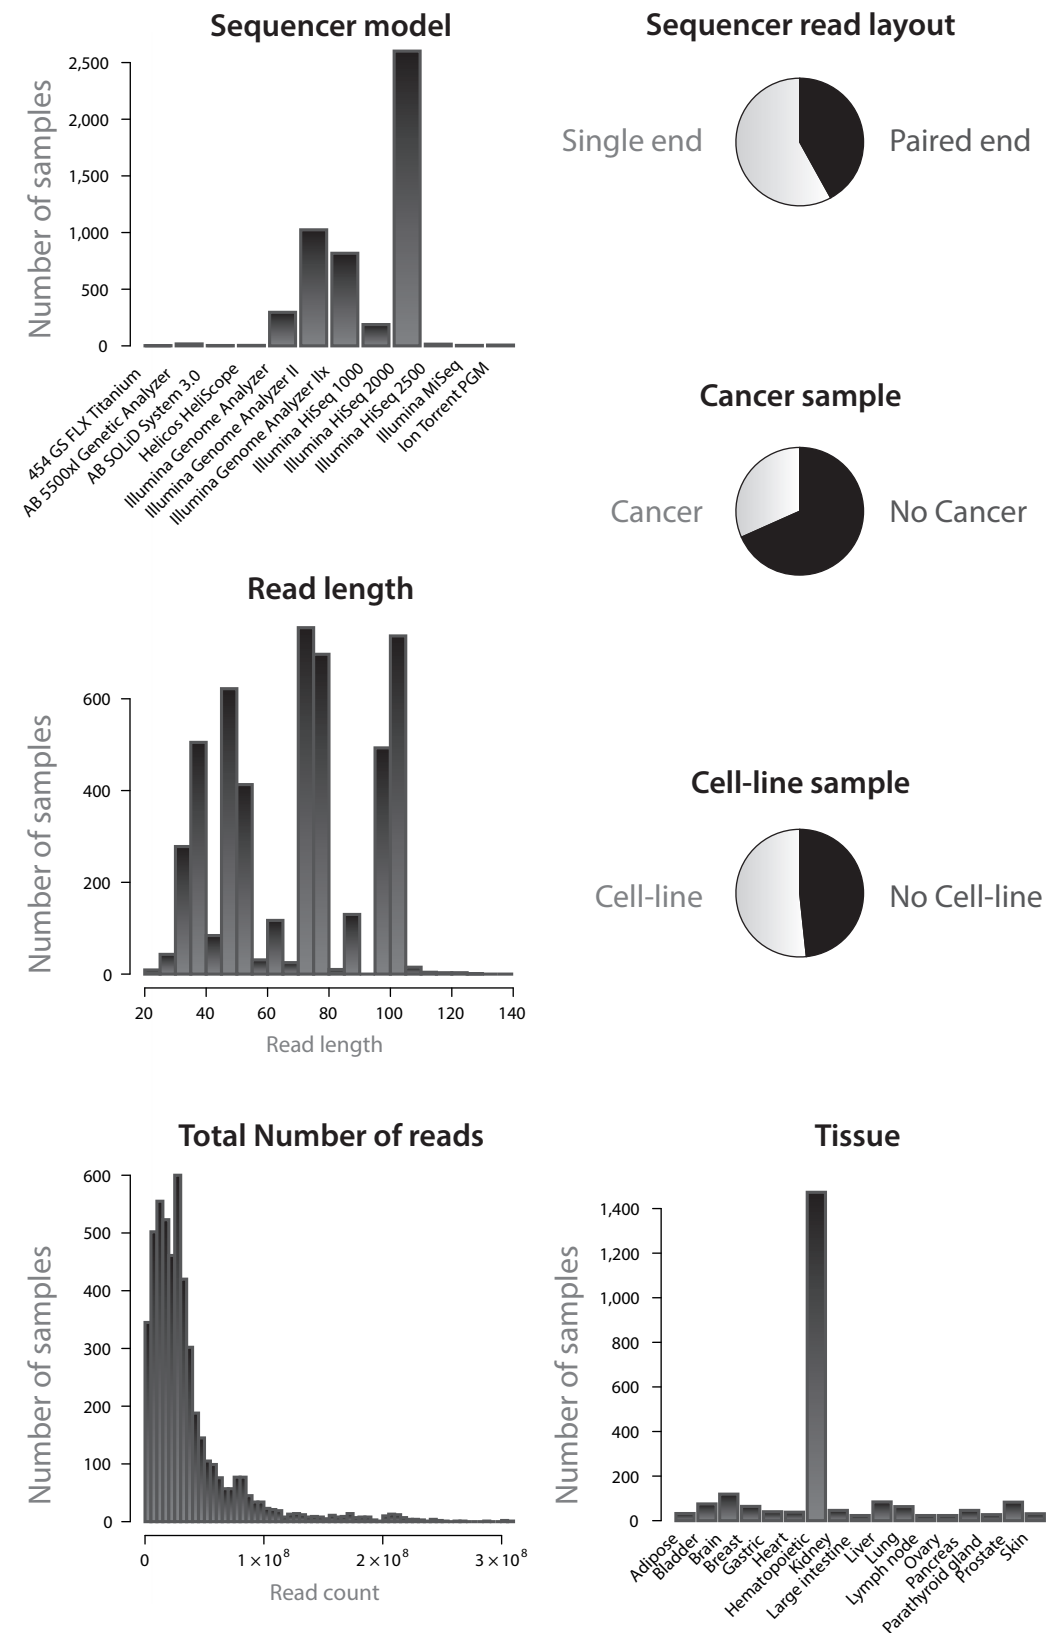 Sequencer model
Number of samples
2,500
2,000
1,500
1,000
500
0
454 GS FLX Titanium
AB 5500xl Genetic Analyzer
AB SOLiD System 3.0
Helicos HeliScope
Illumina Genome Analyzer
Illumina Genome Analyzer II
Illumina Genome Analyzer IIx
Illumina HiSeq 1000
Illumina HiSeq 2000
Illumina HiSeq 2500
Illumina MiSeq
Ion Torrent PGM
Sequencer read layout
Single end
Paired end
Cancer sample
Cancer
No Cancer
Read length
Number of samples
600
400
200
0
20 40 60 80 100 120 140
Read length
Cell-line sample
Cell-line
No Cell-line
Total Number of reads
Number of samples
600
500
400
300
200
100
0
0 1×10⁸ 2×10⁸ 3×10⁸
Read count
Tissue
Number of samples
1,400
1,200
1,000
800
600
400
200
0
Adipose
Bladder
Brain
Breast
Gastric
Heart
Hematopoietic
Kidney
Large intestine
Liver
Lung
Lymph node
Ovary
Pancreas
Parathyroid gland
Prostate
Skin